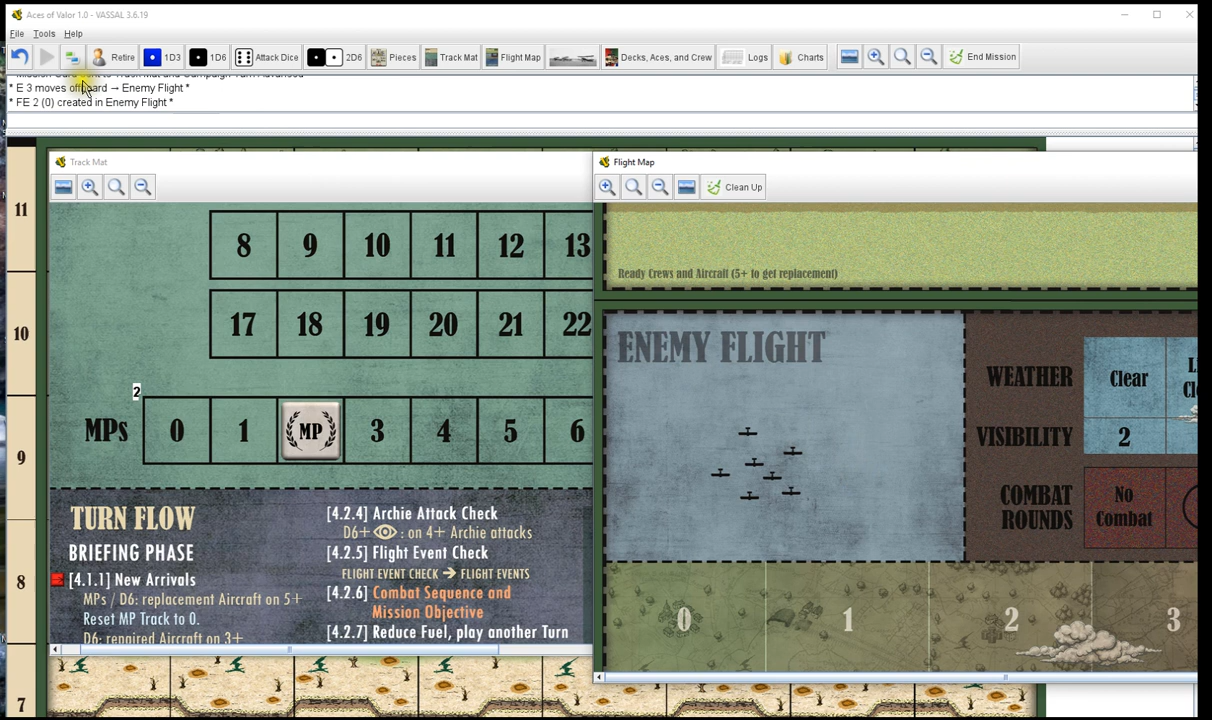 Aces of Valor 1.0 - VASSAL 3.6.19
File Tools Help
Retire 1D3 1D6 Attack Dice 2D6 Pieces Track Mat Flight Map Decks, Aces, and Crew Logs Charts End Mission
* E 3 moves offboard → Enemy Flight *
* FE 2 (0) created in Enemy Flight *
Track Mat
8 9 10 11 12 13
17 18 19 20 21 22
2
MPs 0 1 MP 3 4 5 6
TURN FLOW
BRIEFING PHASE
[4.1.1] New Arrivals
MPs / D6: replacement Aircraft on 5+
Reset MP Track to 0.
D6: repaired Aircraft on 3+
[4.2.4] Archie Attack Check
D6+ : on 4+ Archie attacks
[4.2.5] Flight Event Check
FLIGHT EVENT CHECK → FLIGHT EVENTS
[4.2.6] Combat Sequence and
Mission Objective
[4.2.7] Reduce Fuel, play another Turn
Flight Map
Clean Up
Ready Crews and Aircraft (5+ to get replacement)
ENEMY FLIGHT
WEATHER Clear
VISIBILITY 2
COMBAT
ROUNDS
No
Combat
0 1 2 3
11
10
9
8
7